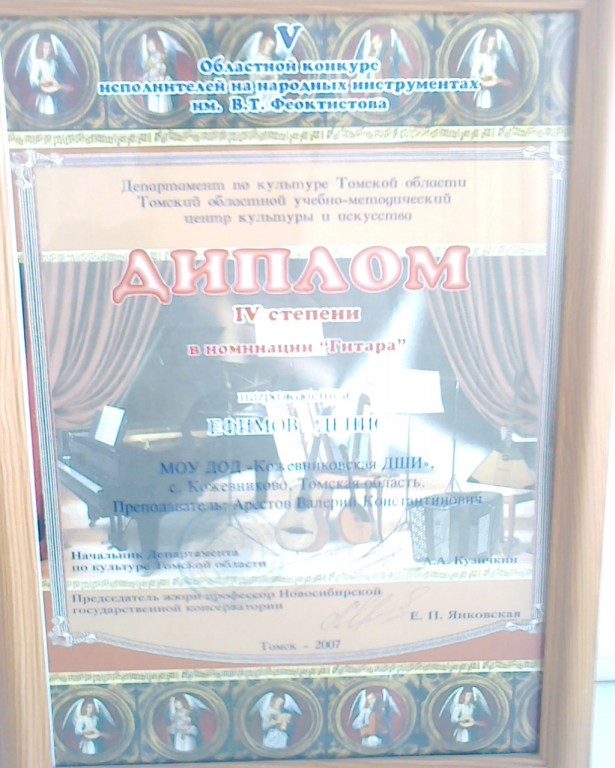 V
Областной конкурс
исполнителей на народных инструментах
им. В.Т. Феоктистова
Департамент по культуре Томской области
Томский областной учебно-методический
центр культуры и искусства
ДИПЛОМ
IV степени
в номинации "Гитара"
награждается
ЕФИМОВ ДЕНИС
МОУ ДОД «Кожевниковская ДШИ»,
с. Кожевниково, Томская область.
Преподаватель: Арестов Валерий Константинович
Начальник Департамента
по культуре Томской области
А.А. Кузичкин
Председатель жюри профессор Новосибирской
государственной консерватории
Е. П. Янковская
Томск - 2007